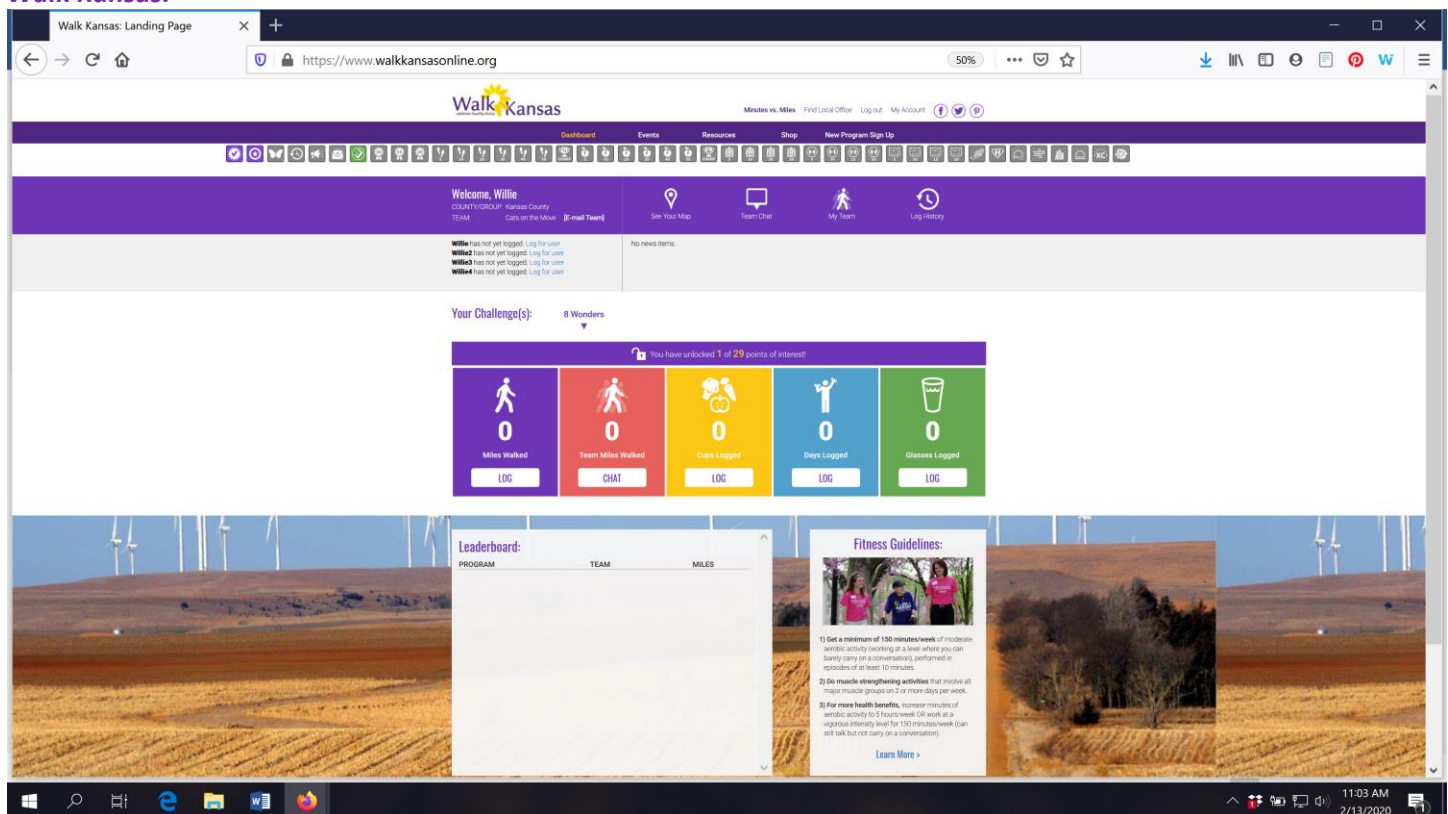 Walk Kansas.
Walk Kansas: Landing Page
https://www.walkkansasonline.org
50%
Walk Kansas
Minutes vs. Miles Find Local Office Log out My Account
Dashboard Events Resources Shop New Program Sign Up
Welcome, Willie
COUNTY/GROUP: Kansas County
TEAM: Cats on the Move [E-mail Team]
See Your Map Team Chat My Team Log History
Willie has not yet logged. Log for user
Willie2 has not yet logged. Log for user
Willie3 has not yet logged. Log for user
Willie4 has not yet logged. Log for user
No news items.
Your Challenge(s): 8 Wonders
You have unlocked 1 of 29 points of interest!
0 0 0 0 0
Miles Walked Team Miles Walked Cups Logged Days Logged Glasses Logged
LOG CHAT LOG LOG LOG
Leaderboard:
PROGRAM TEAM MILES
Fitness Guidelines:
1) Get a minimum of 150 minutes/week of moderate
aerobic activity (working at a level where you can
barely carry on a conversation), performed in
episodes of at least 10 minutes.
2) Do muscle strengthening activities that involve all
major muscle groups on 2 or more days per week.
3) For more health benefits, increase minutes of
aerobic activity to 5 hours/week OR work at a
vigorous intensity level for 150 minutes/week (can
still talk but not carry on a conversation).
Learn More >
11:03 AM
2/13/2020